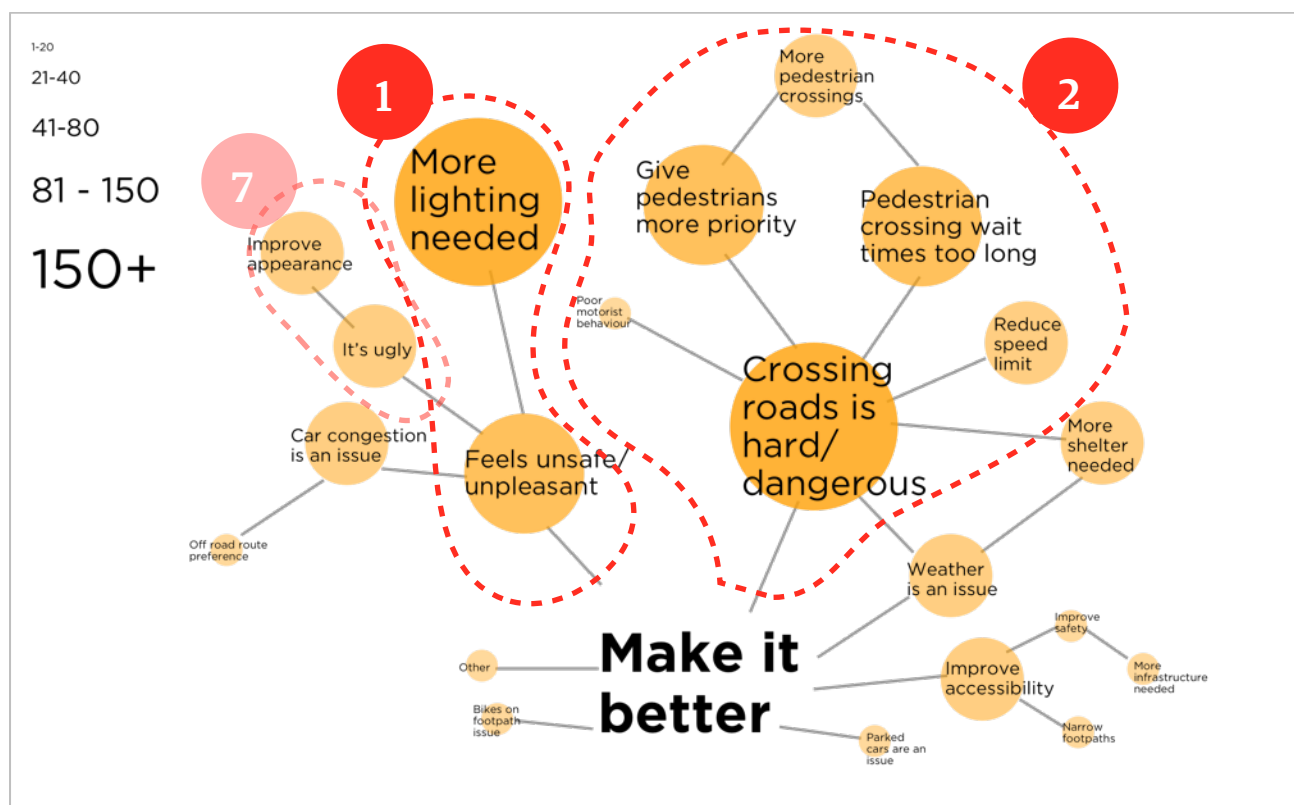 1-20
21-40
41-80
81 - 150
150+
1
2
7
More
pedestrian
crossings
More
lighting
needed
Give
pedestrians
more priority
Pedestrian
crossing wait
times too long
Improve
appearance
Poor
motorist
behaviour
It's ugly
Reduce
speed
limit
Crossing
roads is
hard/
dangerous
Car congestion
is an issue
Feels unsafe/
unpleasant
More
shelter
needed
Off road route
preference
Weather
is an issue
Make it
better
Other
Bikes on
footpath
issue
Parked
cars are an
issue
Improve
accessibility
Improve
safety
More
infrastructure
needed
Narrow
footpaths